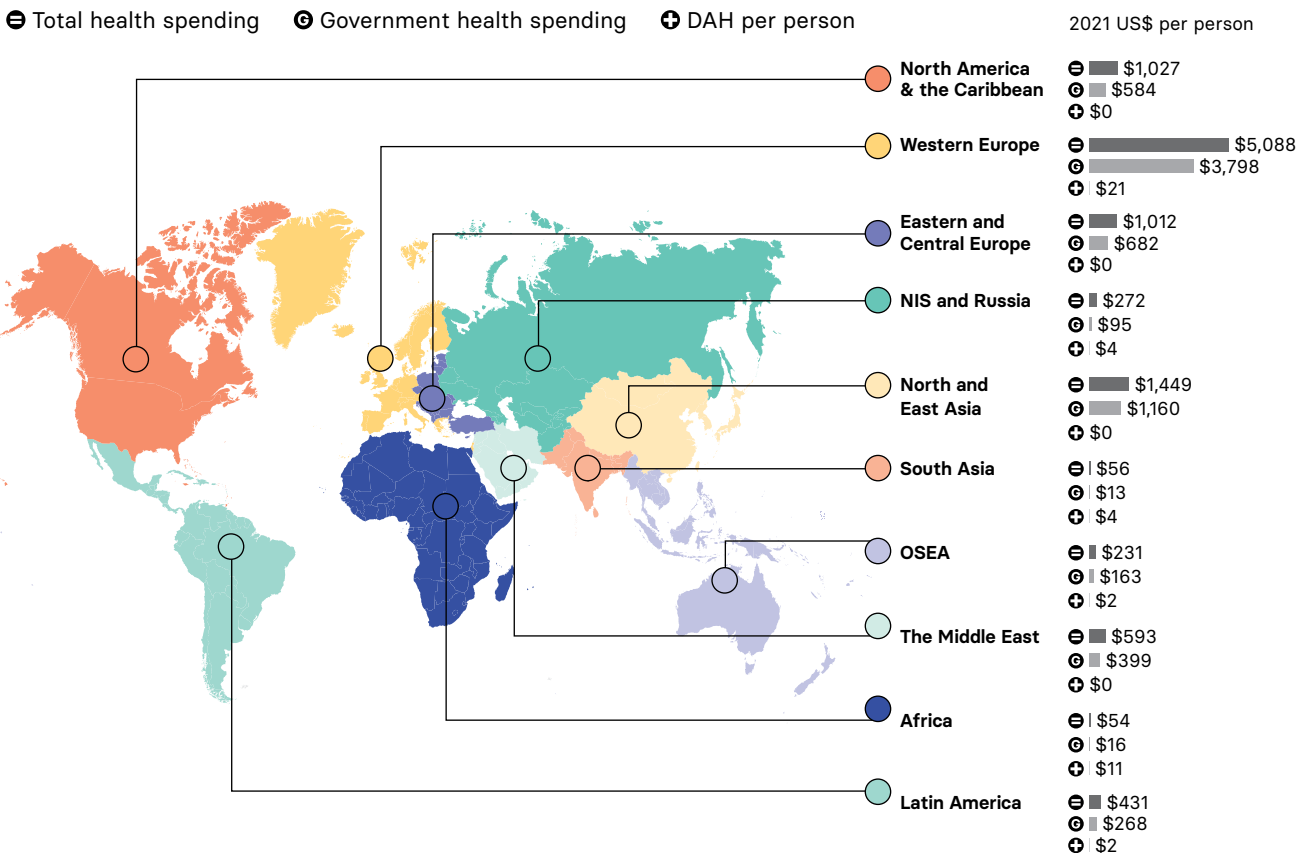 Total health spending
G Government health spending
DAH per person
2021 US$ per person
North America
& the Caribbean
$1,027
G $584
$0
Western Europe
$5,088
G $3,798
$21
Eastern and
Central Europe
$1,012
G $682
$0
NIS and Russia
$272
G $95
$4
North and
East Asia
$1,449
G $1,160
$0
South Asia
$56
G $13
$4
OSEA
$231
G $163
$2
The Middle East
$593
G $399
$0
Africa
$54
G $16
$11
Latin America
$431
G $268
$2